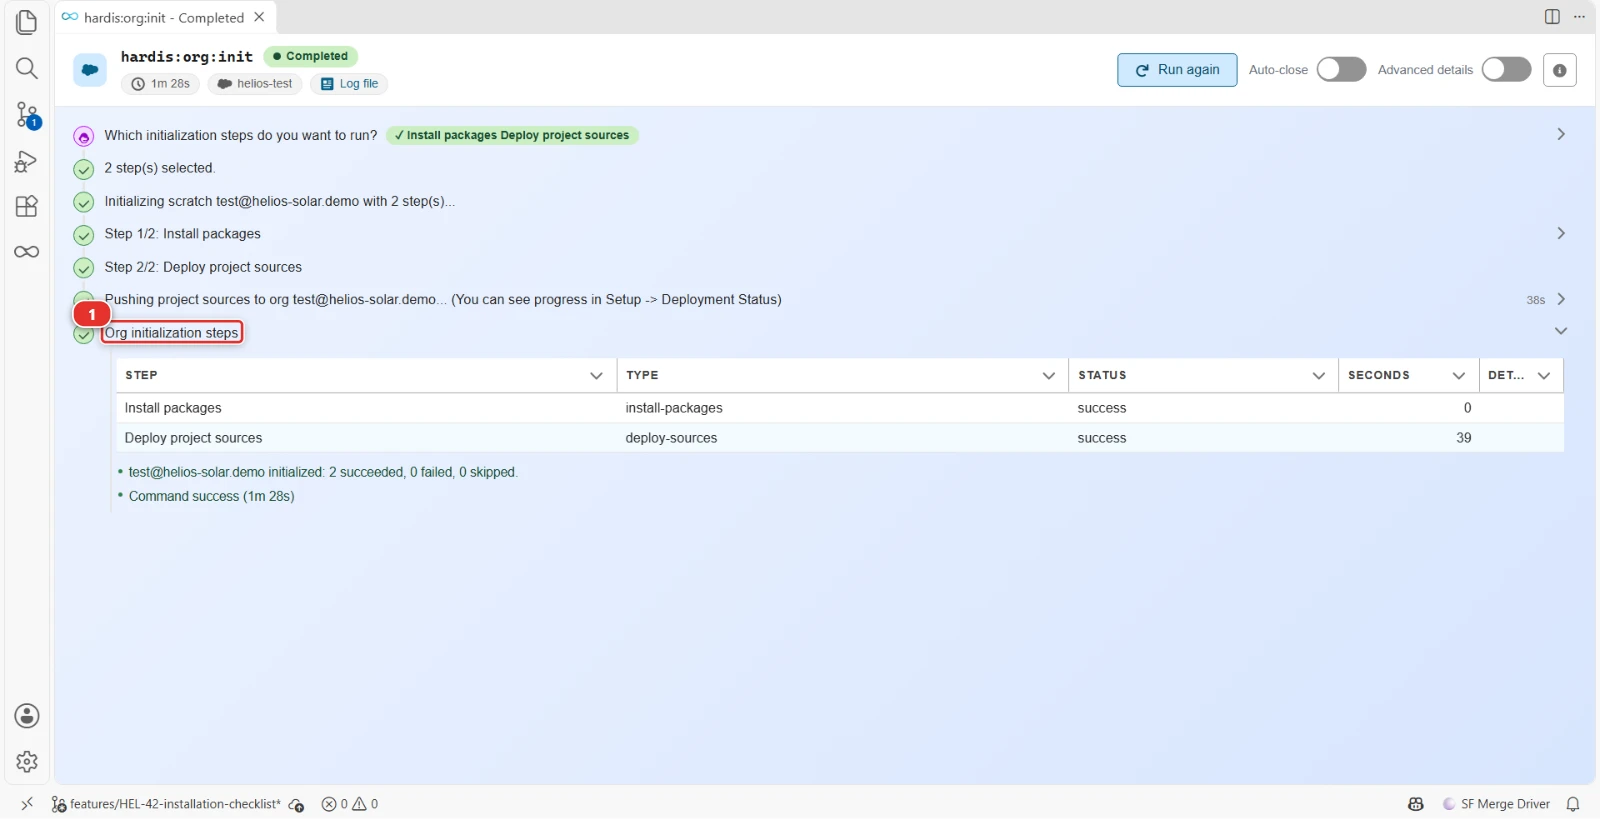 hardis:org:init - Completed
hardis:org:init
Completed
1m 28s
helios-test
Log file
Run again
Auto-close
Advanced details
Which initialization steps do you want to run?
✓ Install packages Deploy project sources
2 step(s) selected.
Initializing scratch test@helios-solar.demo with 2 step(s)...
Step 1/2: Install packages
Step 2/2: Deploy project sources
Pushing project sources to org test@helios-solar.demo... (You can see progress in Setup -> Deployment Status)
38s
1
Org initialization steps
STEP TYPE STATUS SECONDS DET...
Install packages install-packages success 0
Deploy project sources deploy-sources success 39
• test@helios-solar.demo initialized: 2 succeeded, 0 failed, 0 skipped.
• Command success (1m 28s)
1
features/HEL-42-installation-checklist*
0 0
SF Merge Driver